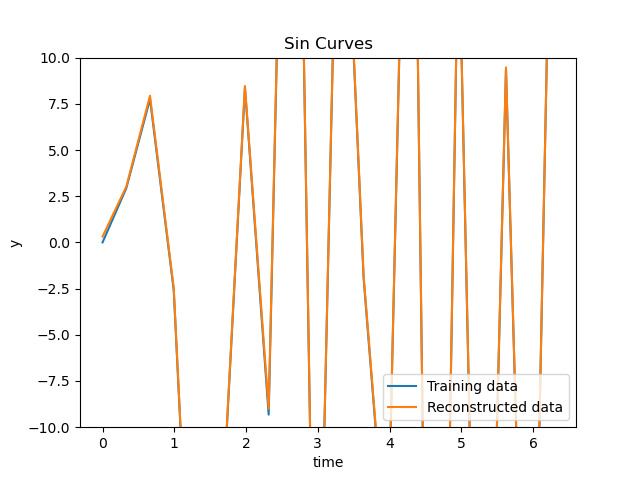 Sin Curves
10.0
7.5
5.0
2.5
0.0
−2.5
−5.0
−7.5
−10.0
y
0 1 2 3 4 5 6
time
Training data
Reconstructed data